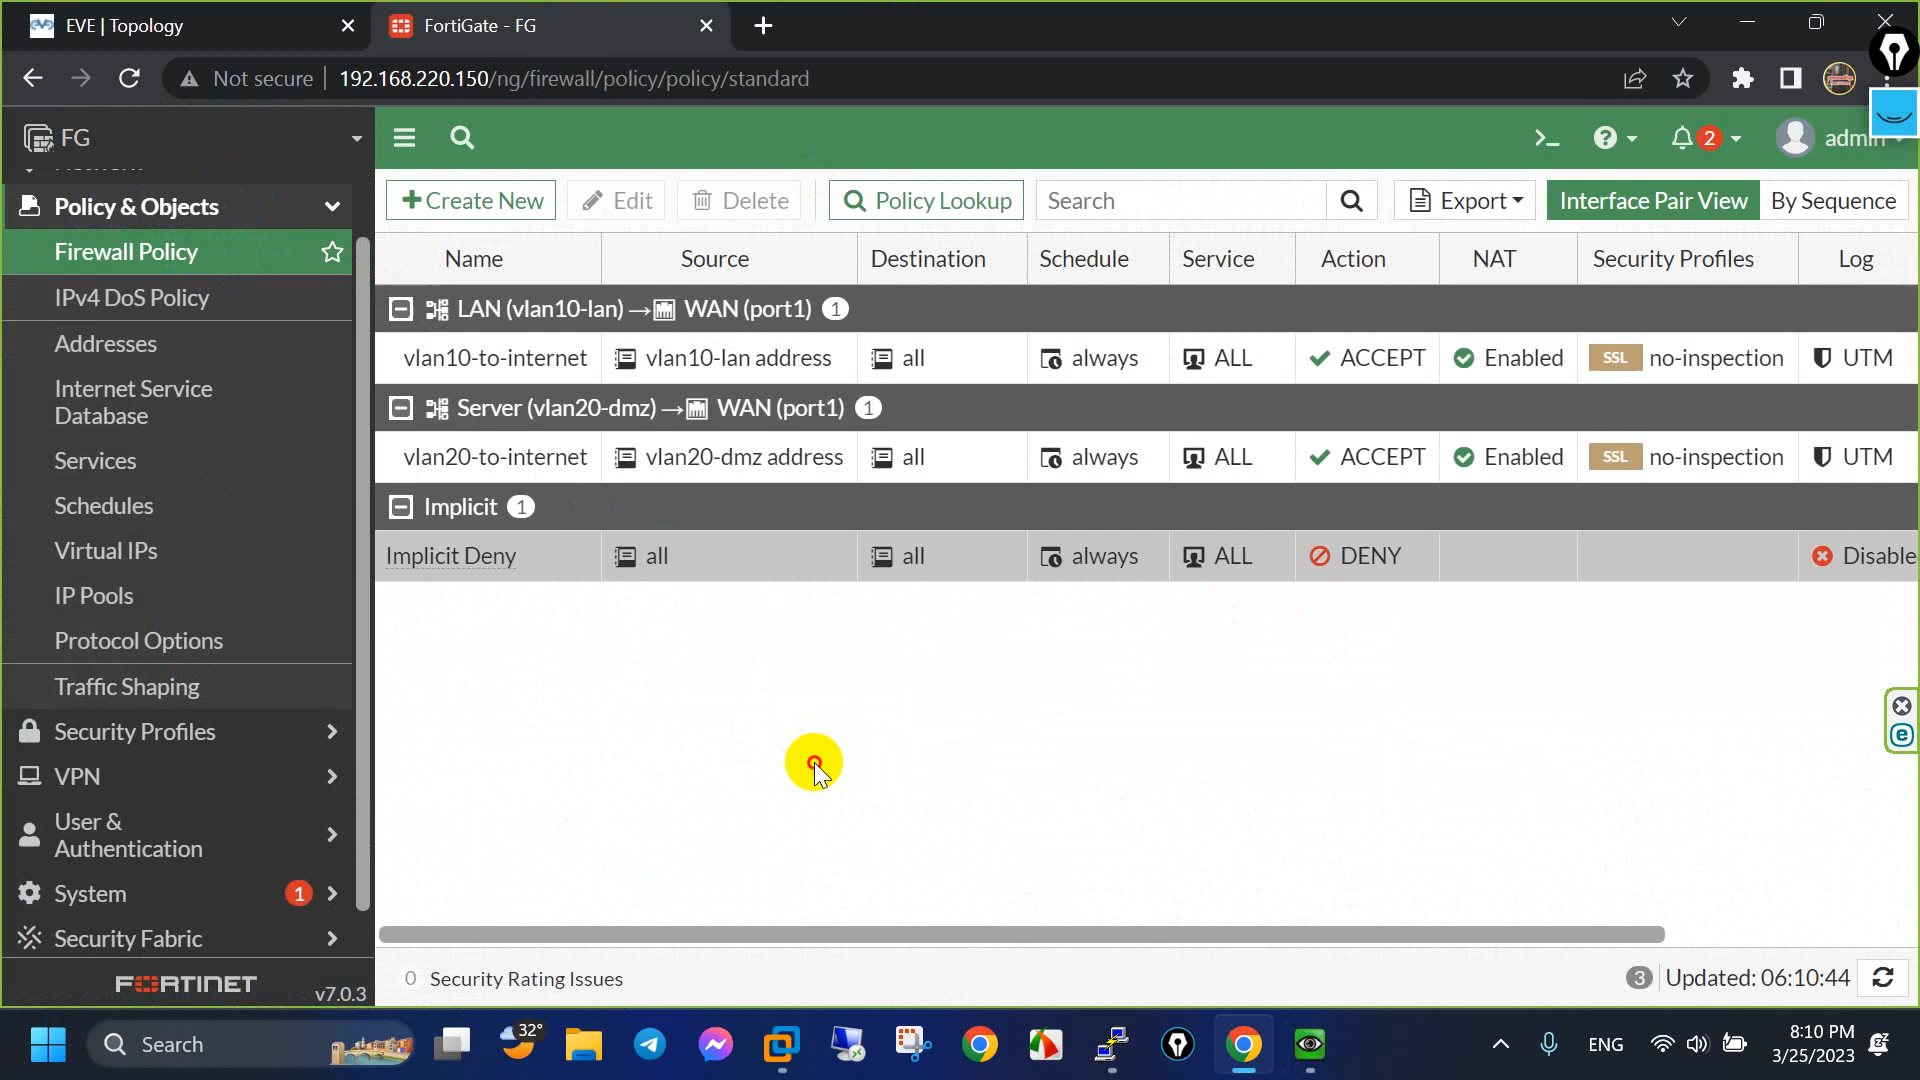 EVE | Topology
FortiGate - FG
Not secure
192.168.220.150/ng/firewall/policy/policy/standard
FG
2
Policy & Objects
Firewall Policy
IPv4 DoS Policy
Addresses
Internet Service
Database
Services
Schedules
Virtual IPs
IP Pools
Protocol Options
Traffic Shaping
Security Profiles
VPN
User &
Authentication
System 1
Security Fabric
FORTINET
v7.0.3
Create New
Edit
Delete
Policy Lookup
Search
Export
Interface Pair View
By Sequence
Name Source Destination Schedule Service Action NAT Security Profiles Log
LAN (vlan10-lan) → WAN (port1) 1
vlan10-to-internet vlan10-lan address all always ALL ACCEPT Enabled SSL no-inspection UTM
Server (vlan20-dmz) → WAN (port1) 1
vlan20-to-internet vlan20-dmz address all always ALL ACCEPT Enabled SSL no-inspection UTM
Implicit 1
Implicit Deny all all always ALL DENY Disable
0 Security Rating Issues
3 Updated: 06:10:44
Search
32°
ENG
8:10 PM
3/25/2023